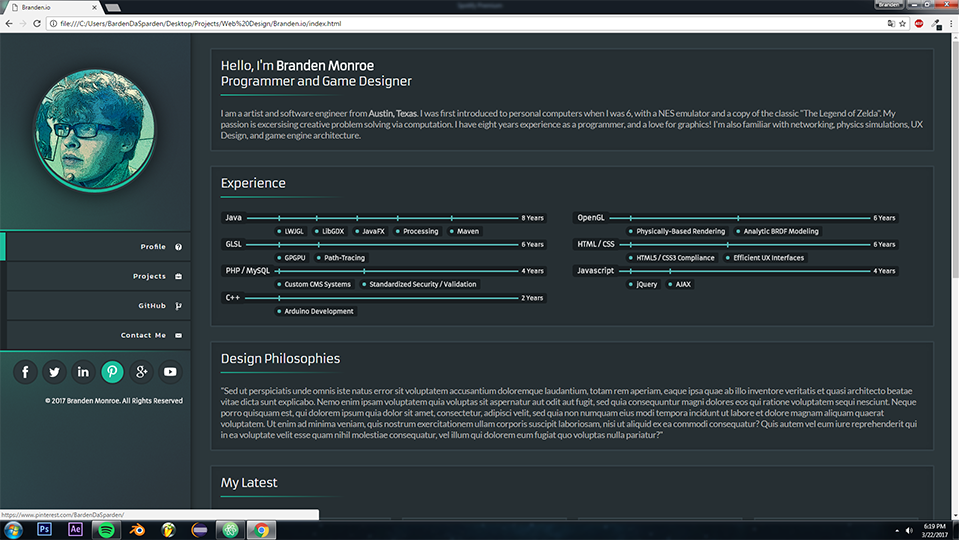 Branden.io
Branden
file:///C:/Users/BardenDaSparden/Desktop/Projects/Web%20Design/Branden.io/index.html
Hello, I'm Branden Monroe
Programmer and Game Designer
I am a artist and software engineer from Austin, Texas. I was first introduced to personal computers when I was 6, with a NES emulator and a copy of the classic "The Legend of Zelda". My
passion is excersising creative problem solving via computation. I have eight years experience as a programmer, and a love for graphics! I'm also familiar with networking, physics simulations, UX
Design, and game engine architecture.
Profile
Projects
GitHub
Contact Me
© 2017 Branden Monroe. All Rights Reserved
Experience
Java 8 Years
LWJGL LibGDX JavaFX Processing Maven
GLSL 6 Years
GPGPU Path-Tracing
PHP / MySQL 4 Years
Custom CMS Systems Standardized Security / Validation
C++ 2 Years
Arduino Development
OpenGL 6 Years
Physically-Based Rendering Analytic BRDF Modeling
HTML / CSS 6 Years
HTML5 / CSS3 Compliance Efficient UX Interfaces
Javascript 4 Years
jQuery AJAX
Design Philosophies
"Sed ut perspiciatis unde omnis iste natus error sit voluptatem accusantium doloremque laudantium, totam rem aperiam, eaque ipsa quae ab illo inventore veritatis et quasi architecto beatae
vitae dicta sunt explicabo. Nemo enim ipsam voluptatem quia voluptas sit aspernatur aut odit aut fugit, sed quia consequuntur magni dolores eos qui ratione voluptatem sequi nesciunt. Neque
porro quisquam est, qui dolorem ipsum quia dolor sit amet, consectetur, adipisci velit, sed quia non numquam eius modi tempora incidunt ut labore et dolore magnam aliquam quaerat
voluptatem. Ut enim ad minima veniam, quis nostrum exercitationem ullam corporis suscipit laboriosam, nisi ut aliquid ex ea commodi consequatur? Quis autem vel eum iure reprehenderit qui
in ea voluptate velit esse quam nihil molestiae consequatur, vel illum qui dolorem eum fugiat quo voluptas nulla pariatur?"
My Latest
https://www.pinterest.com/BardenDaSparden/
Ps Ae
6:19 PM
3/22/2017